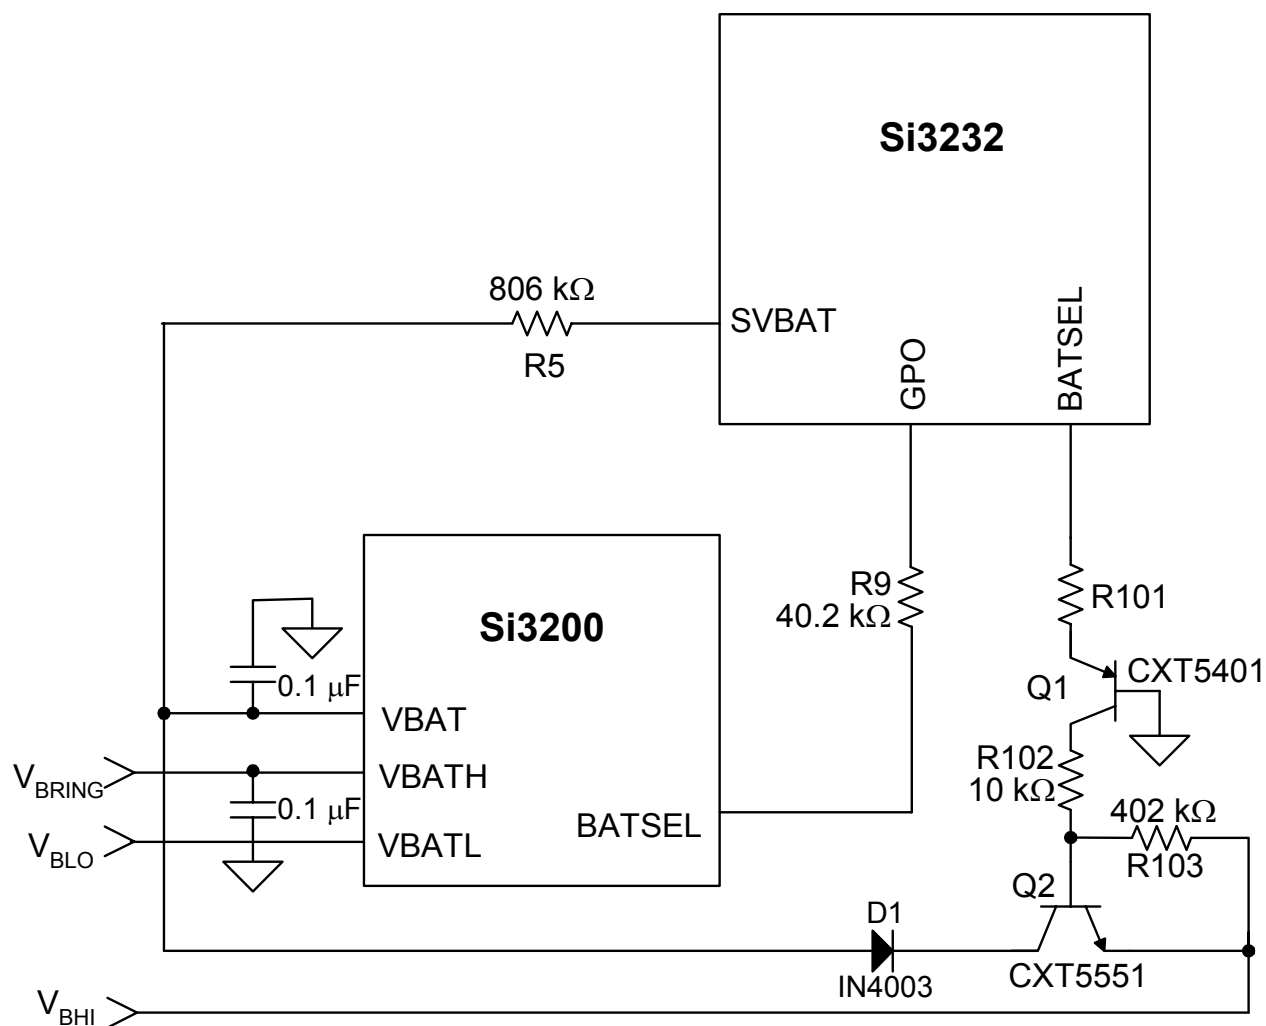 Si3232
806 kΩ
SVBAT
R5
GPO
BATSEL
R9
40.2 kΩ
R101
Si3200
CXT5401
Q1
0.1 μF
VBAT
R102
10 kΩ
VBRING
VBATH
0.1 μF
402 kΩ
BATSEL
VBLO
VBATL
R103
Q2
D1
CXT5551
IN4003
VBHI